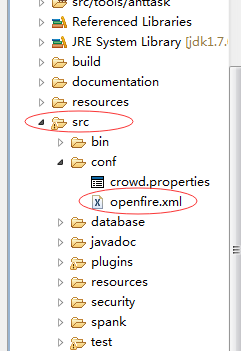 src/tools/anttask
Referenced Libraries
JRE System Library [jdk1.7.0
build
documentation
resources
src
bin
conf
crowd.properties
openfire.xml
database
javadoc
plugins
resources
security
spank
test